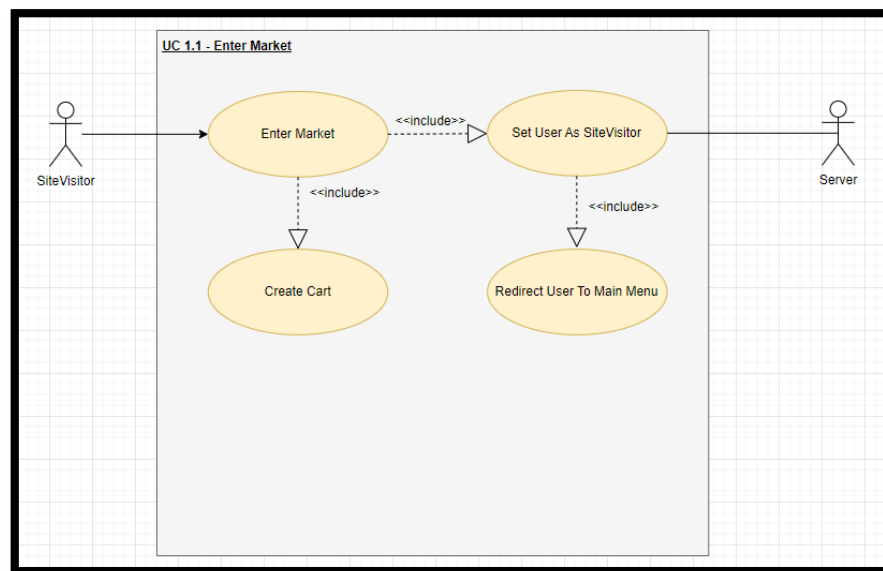 UC 1.1 - Enter Market
<<include>>
Enter Market
Set User As SiteVisitor
SiteVisitor
Server
<<include>>
<<include>>
Create Cart
Redirect User To Main Menu